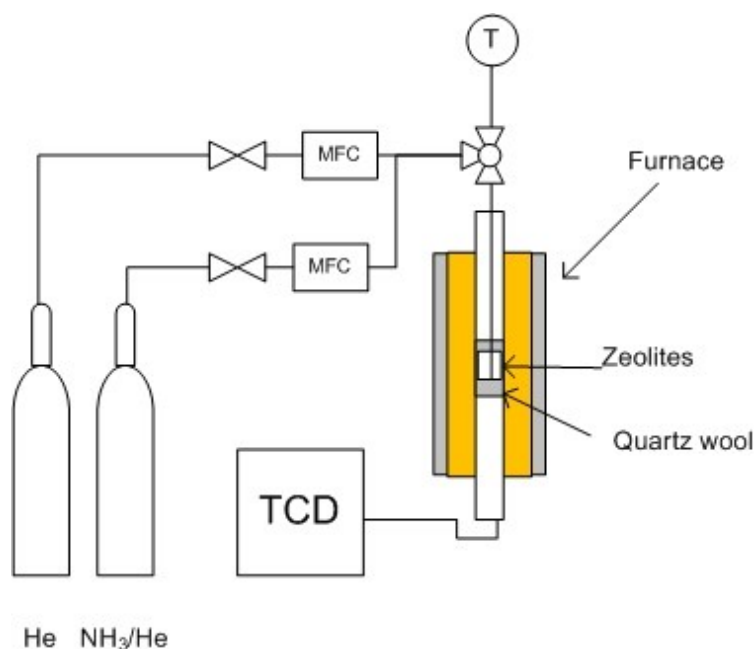 T
MFC
Furnace
MFC
Zeolites
Quartz wool
TCD
He
NH₃/He